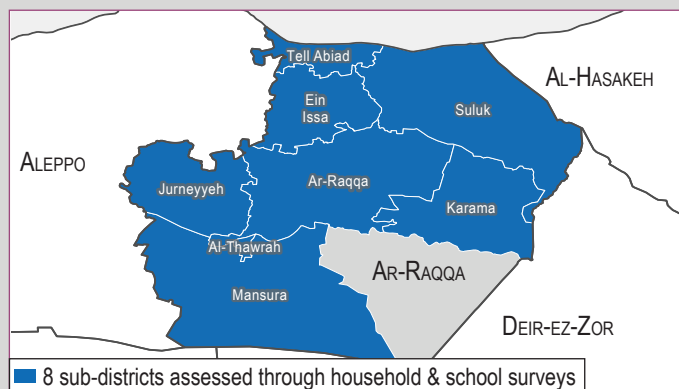 Tell Abiad
AL-HASAKEH
Ein
Issa
Suluk
ALEPPO
Ar-Raqqa
Jurneyyeh
Karama
Al-Thawrah
AR-RAQQA
Mansura
DEIR-EZ-ZOR
8 sub-districts assessed through household & school surveys